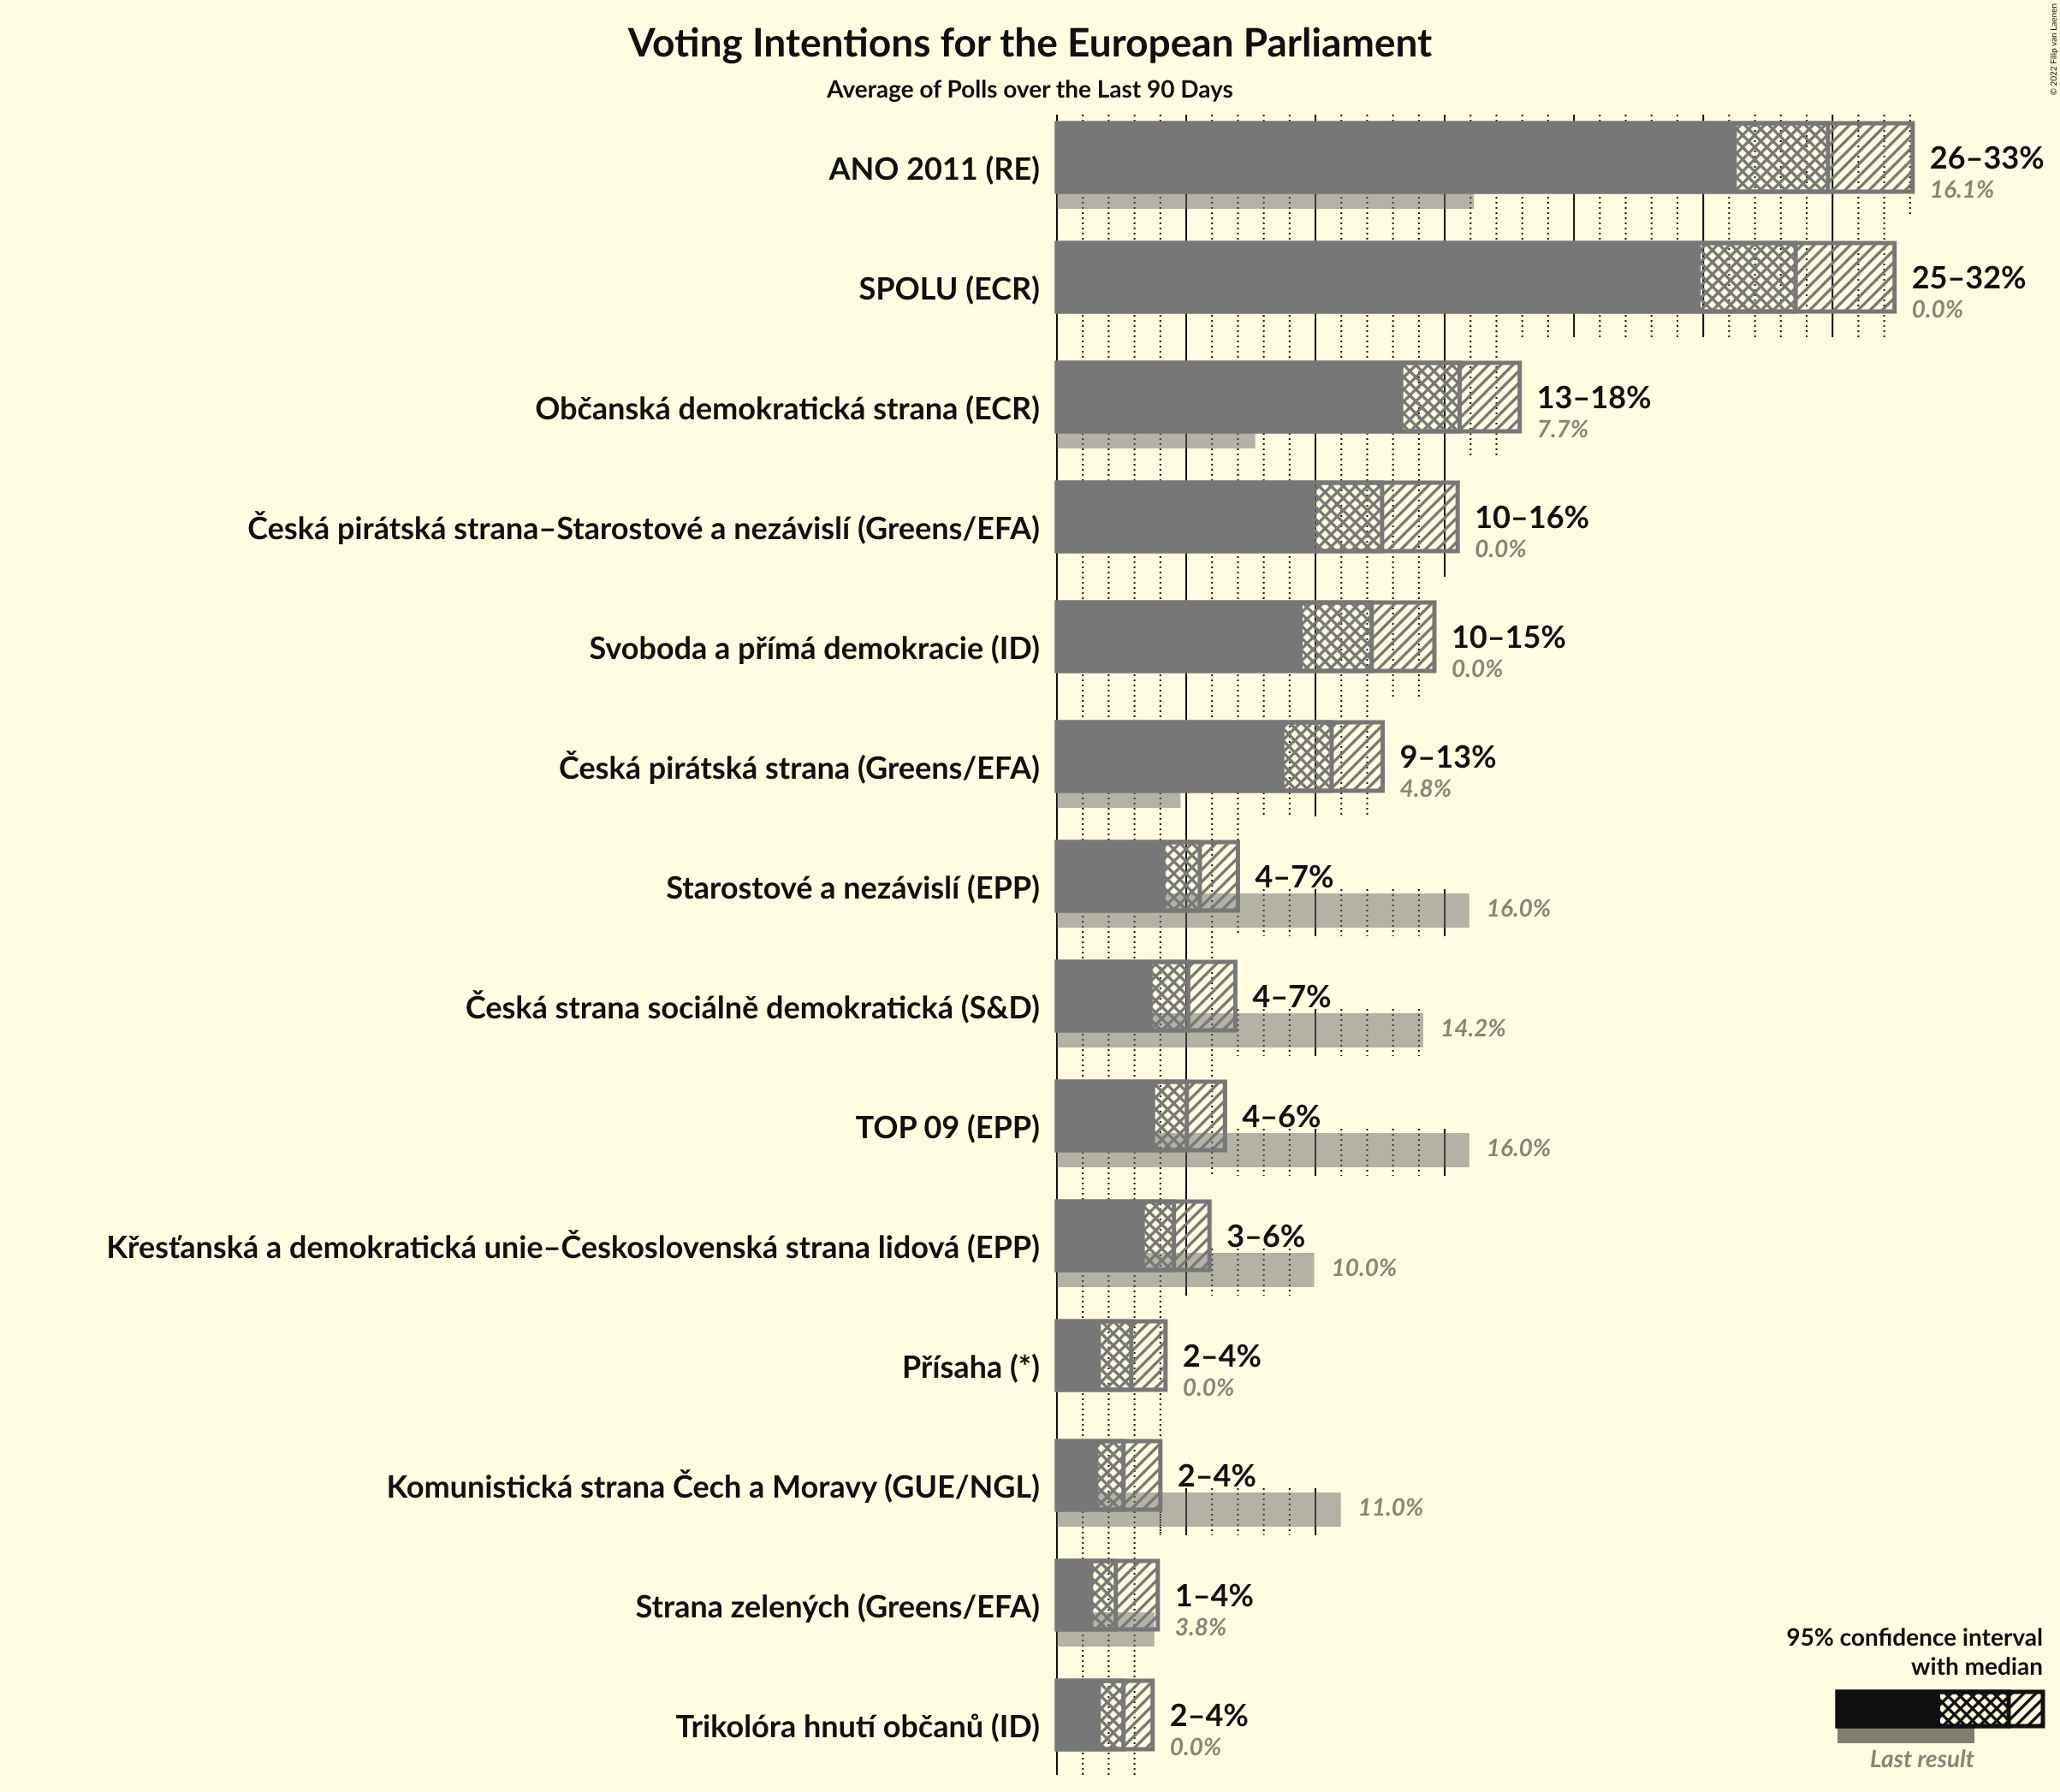 Voting Intentions for the European Parliament
Average of Polls over the Last 90 Days
© 2022 Filip van Laenen
ANO 2011 (RE)
26–33%
16.1%
SPOLU (ECR)
25–32%
0.0%
Občanská demokratická strana (ECR)
13–18%
7.7%
Česká pirátská strana–Starostové a nezávislí (Greens/EFA)
10–16%
0.0%
Svoboda a přímá demokracie (ID)
10–15%
0.0%
Česká pirátská strana (Greens/EFA)
9–13%
4.8%
Starostové a nezávislí (EPP)
4–7%
16.0%
Česká strana sociálně demokratická (S&D)
4–7%
14.2%
TOP 09 (EPP)
4–6%
16.0%
Křesťanská a demokratická unie–Československá strana lidová (EPP)
3–6%
10.0%
Přísaha (*)
2–4%
0.0%
Komunistická strana Čech a Moravy (GUE/NGL)
2–4%
11.0%
Strana zelených (Greens/EFA)
1–4%
3.8%
Trikolóra hnutí občanů (ID)
2–4%
0.0%
95% confidence interval
with median
Last result